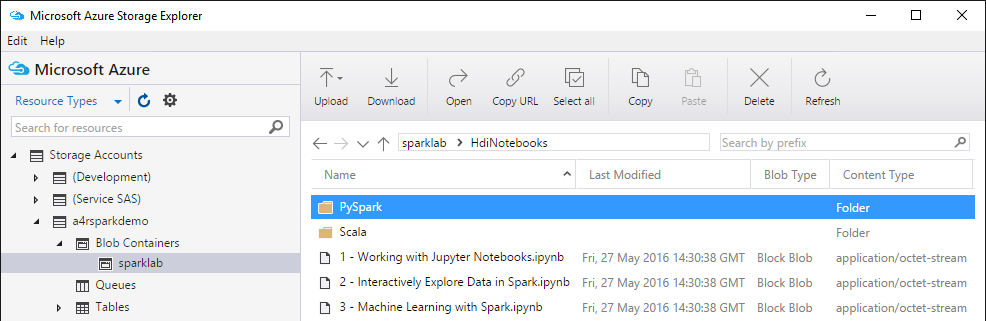 Microsoft Azure Storage Explorer
Edit Help
Microsoft Azure
Resource Types
Search for resources
Storage Accounts
(Development)
(Service SAS)
a4rsparkdemo
Blob Containers
sparklab
Queues
Tables
Upload Download Open Copy URL Select all Copy Paste Delete Refresh
sparklab > HdiNotebooks Search by prefix
Name Last Modified Blob Type Content Type
PySpark Folder
Scala Folder
1 - Working with Jupyter Notebooks.ipynb Fri, 27 May 2016 14:30:38 GMT Block Blob application/octet-stream
2 - Interactively Explore Data in Spark.ipynb Fri, 27 May 2016 14:30:38 GMT Block Blob application/octet-stream
3 - Machine Learning with Spark.ipynb Fri, 27 May 2016 14:30:38 GMT Block Blob application/octet-stream